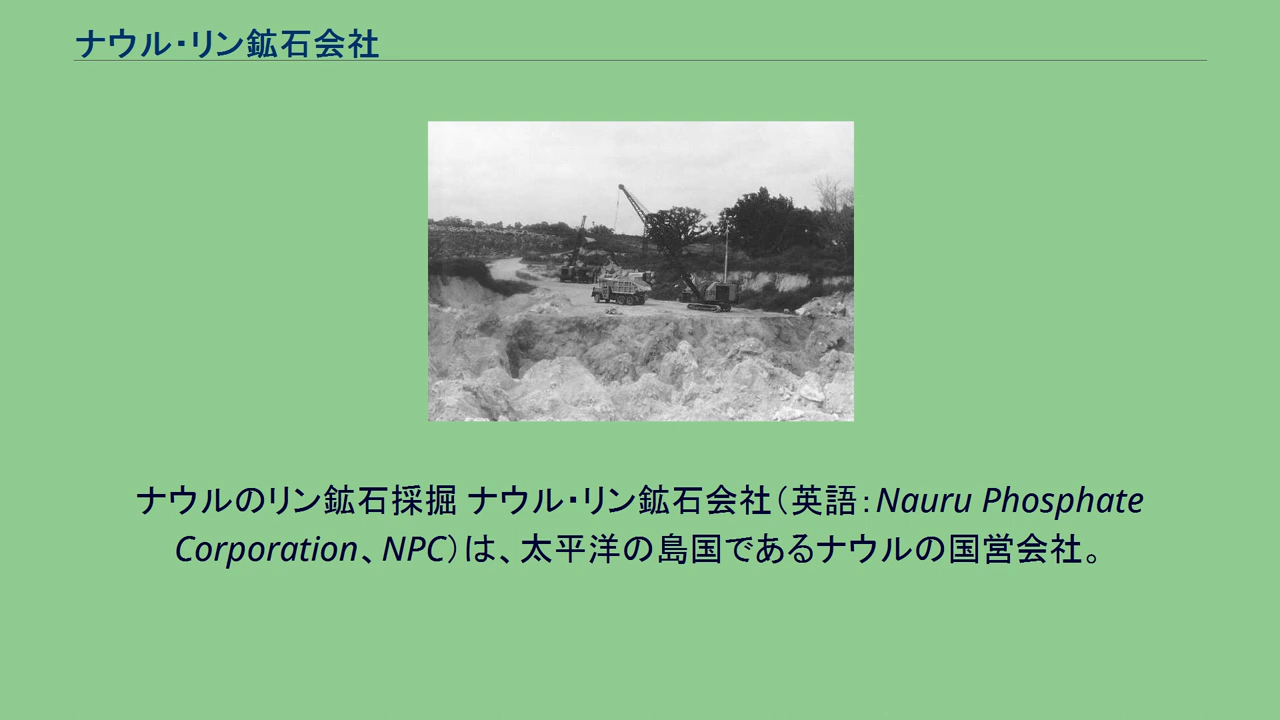 ナウル・リン鉱石会社
ナウルのリン鉱石採掘 ナウル・リン鉱石会社（英語：Nauru Phosphate
Corporation、NPC）は、太平洋の島国であるナウルの国営会社。